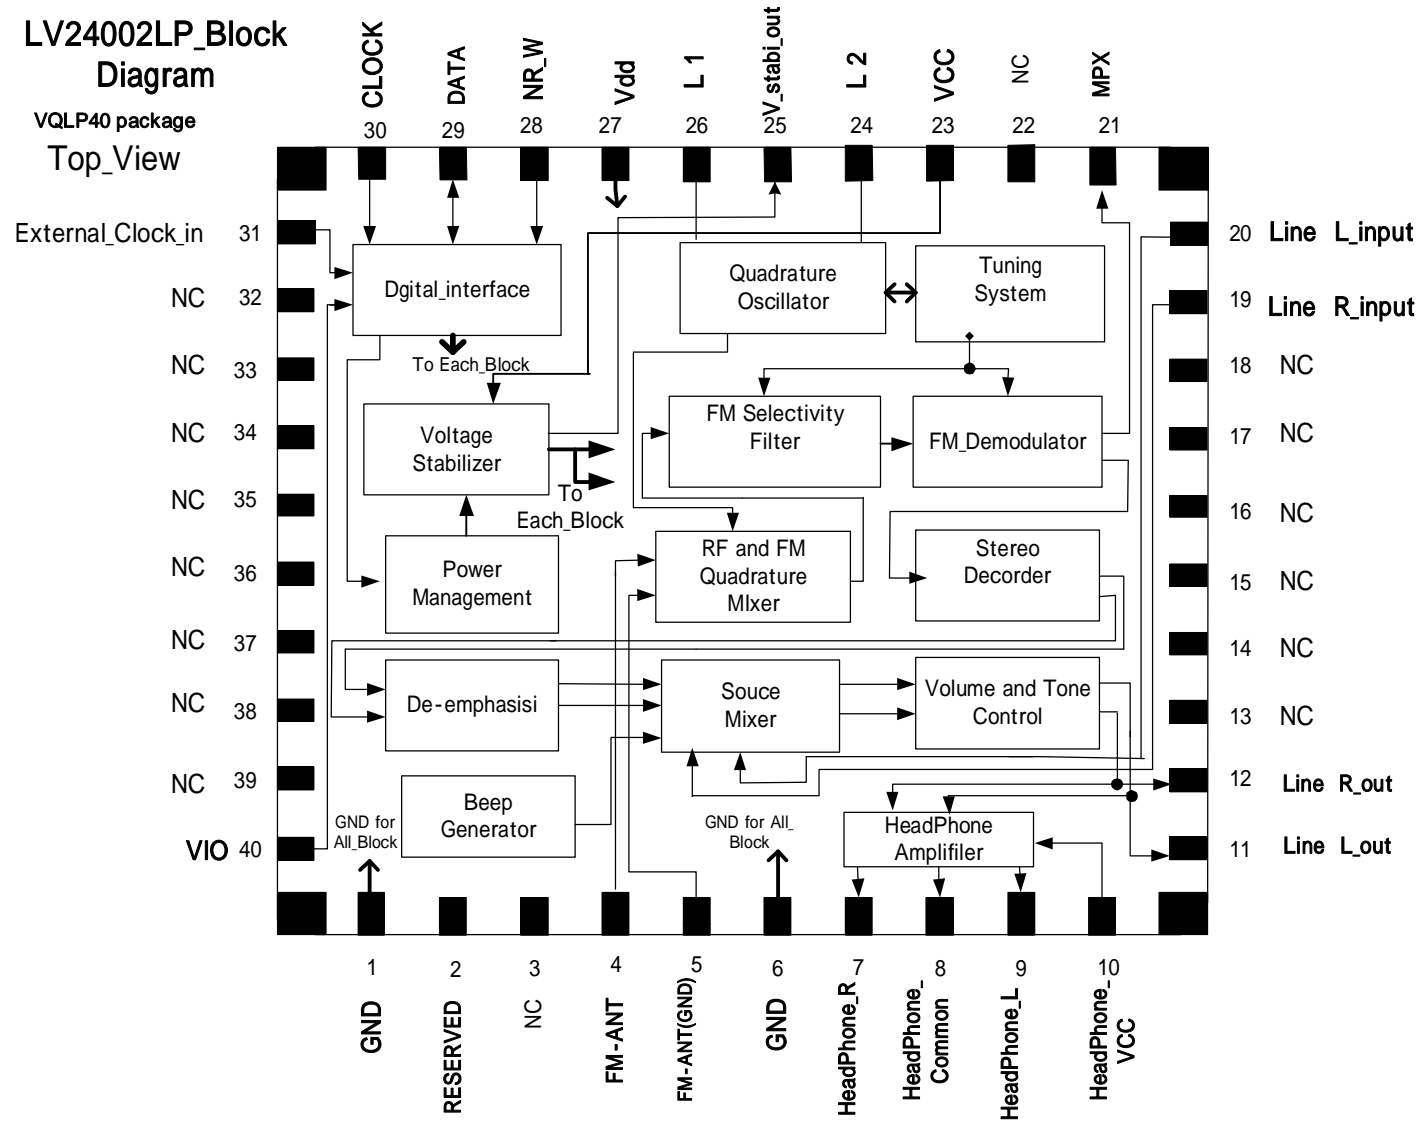 LV24002LP_Block
Diagram
VQLP40 package
Top_View
CLOCK
DATA
NR_W
Vdd
L 1
V_stabi_out
L 2
VCC
NC
MPX
30
29
28
27
26
25
24
23
22
21
External_Clock_in 31
NC 32
NC 33
NC 34
NC 35
NC 36
NC 37
NC 38
NC 39
VIO 40
20 Line L_input
19 Line R_input
18 NC
17 NC
16 NC
15 NC
14 NC
13 NC
12 Line R_out
11 Line L_out
Dgital_interface
To Each_Block
Quadrature
Oscillator
Tuning
System
Voltage
Stabilizer
To
Each_Block
FM Selectivity
Filter
FM_Demodulator
Power
Management
RF and FM
Quadrature
MIxer
Stereo
Decorder
De-emphasisi
Souce
Mixer
Volume and Tone
Control
Beep
Generator
GND for
All_Block
GND for All_
Block
HeadPhone
Amplifiler
1
2
3
4
5
6
7
8
9
10
GND
RESERVED
NC
FM-ANT
FM-ANT(GND)
GND
HeadPhone_R
HeadPhone_
Common
HeadPhone_L
HeadPhone_
VCC